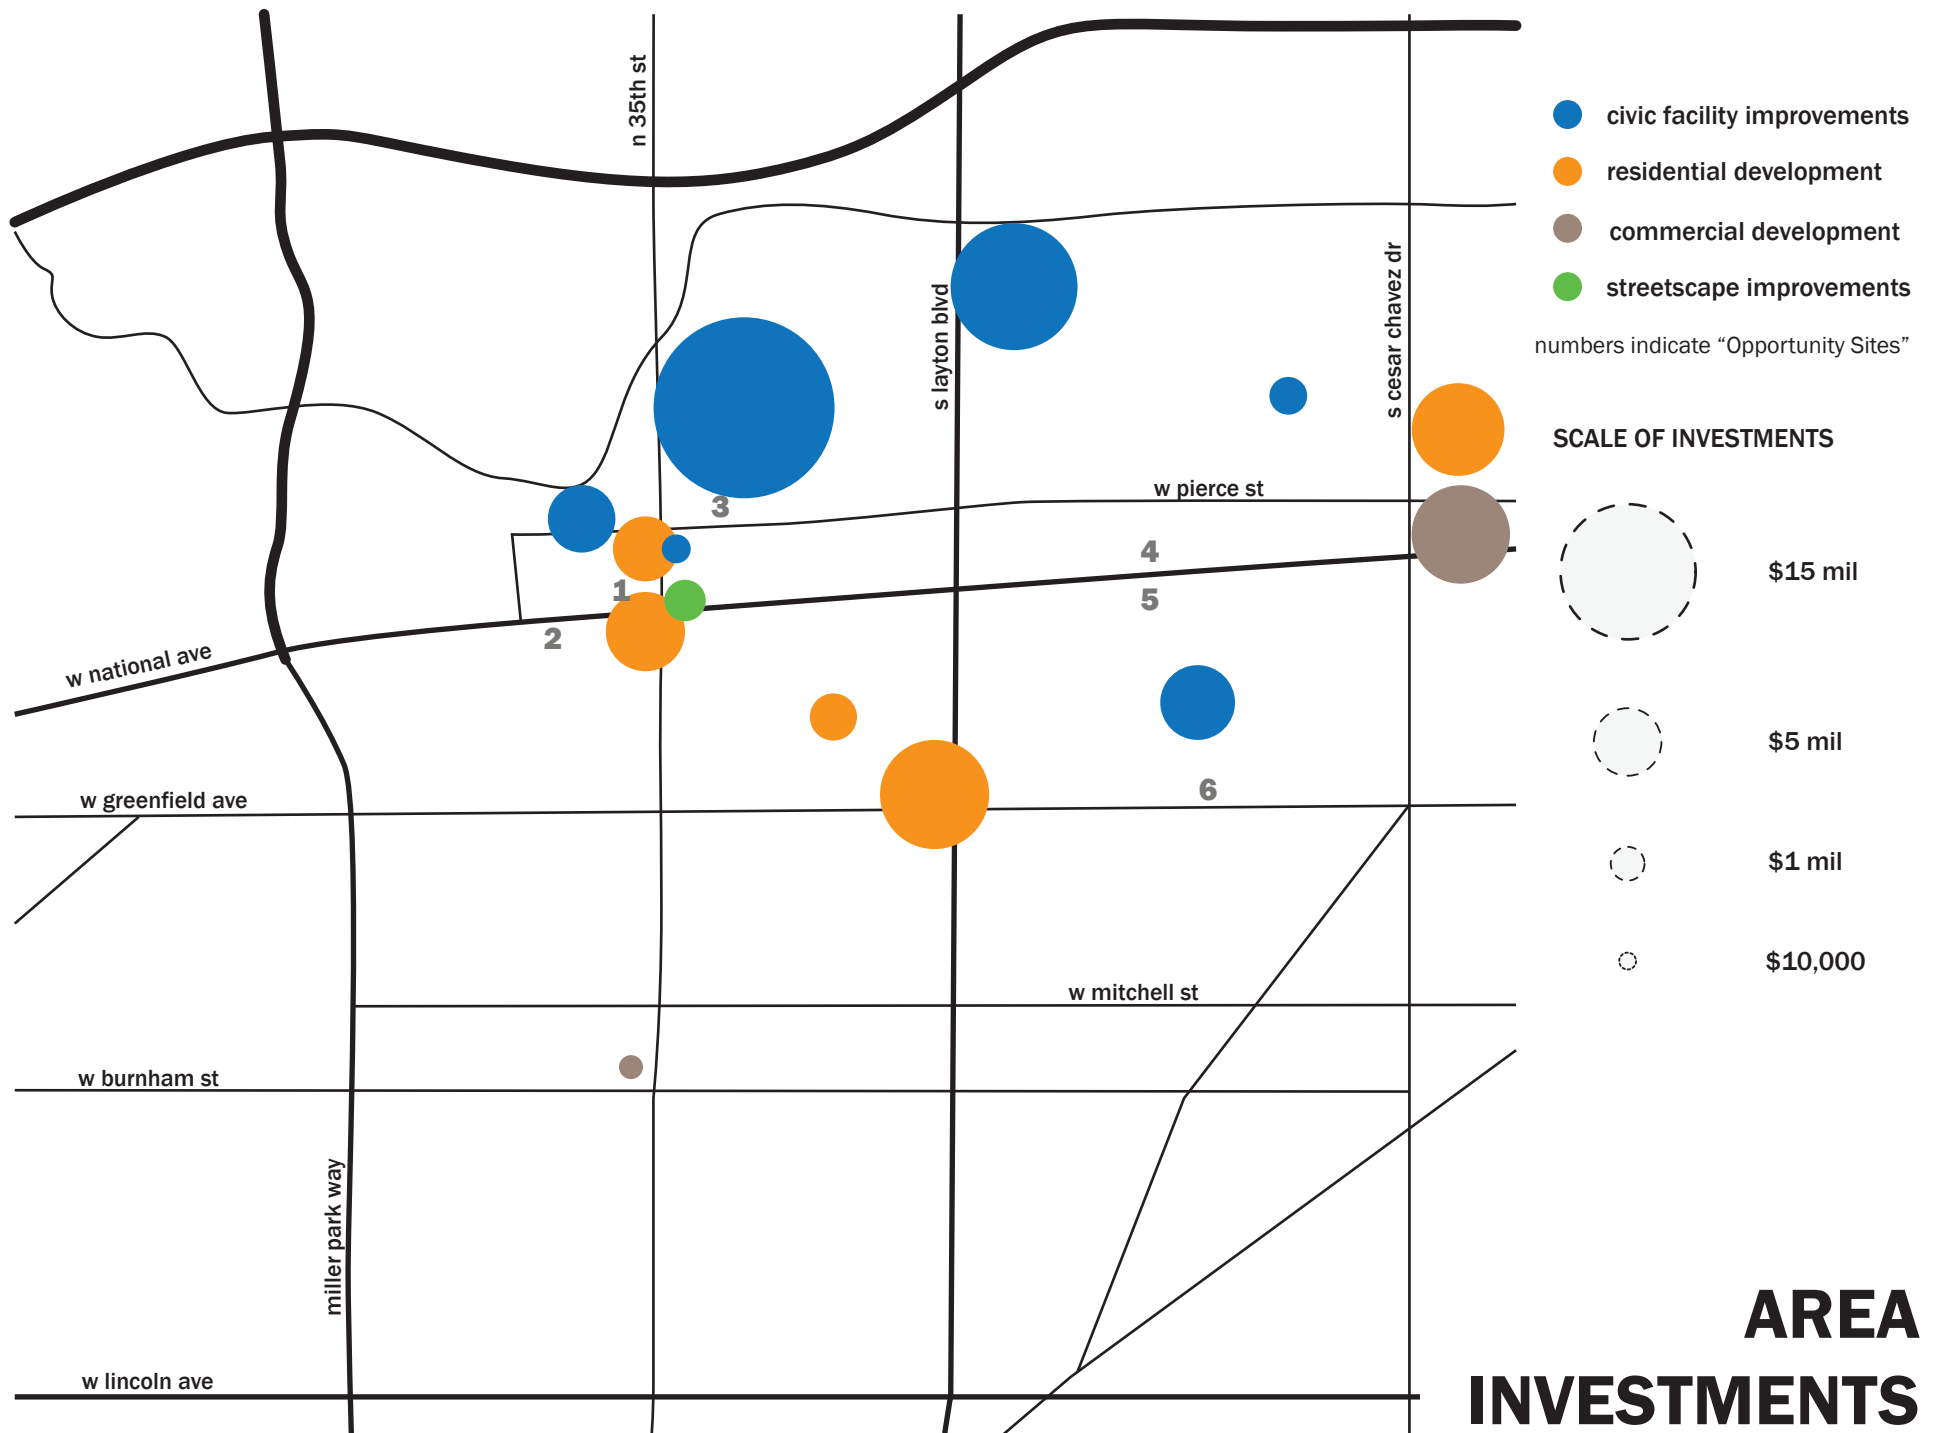 n 35th st
s layton blvd
s cesar chavez dr
w pierce st
3
4
1
5
2
w national ave
6
w greenfield ave
w mitchell st
w burnham st
miller park way
w lincoln ave
civic facility improvements
residential development
commercial development
streetscape improvements
numbers indicate “Opportunity Sites”
SCALE OF INVESTMENTS
$15 mil
$5 mil
$1 mil
$10,000
AREA
INVESTMENTS